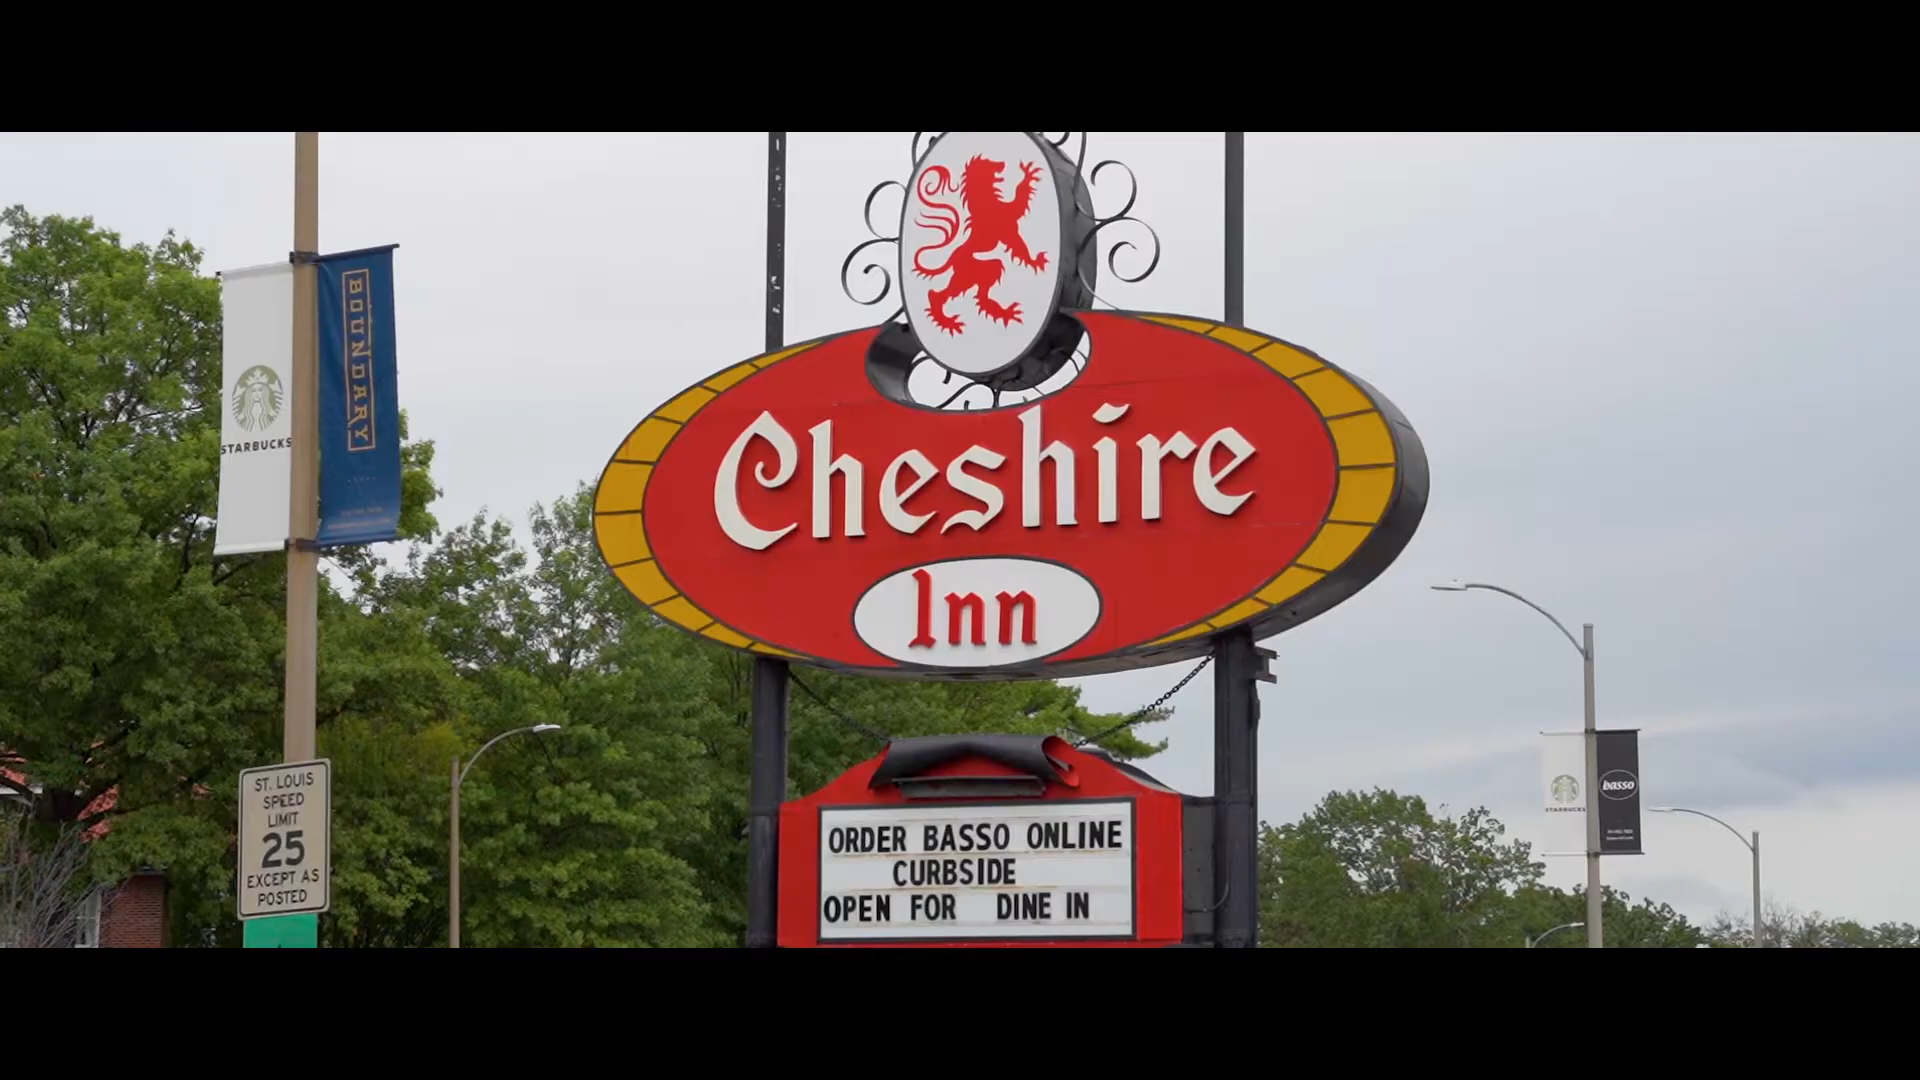 Cheshire
Inn
ORDER BASSO ONLINE
CURBSIDE
OPEN FOR DINE IN
STARBUCKS
BOUNDARY
ST. LOUIS
SPEED
LIMIT
25
EXCEPT AS
POSTED
STARBUCKS
basso